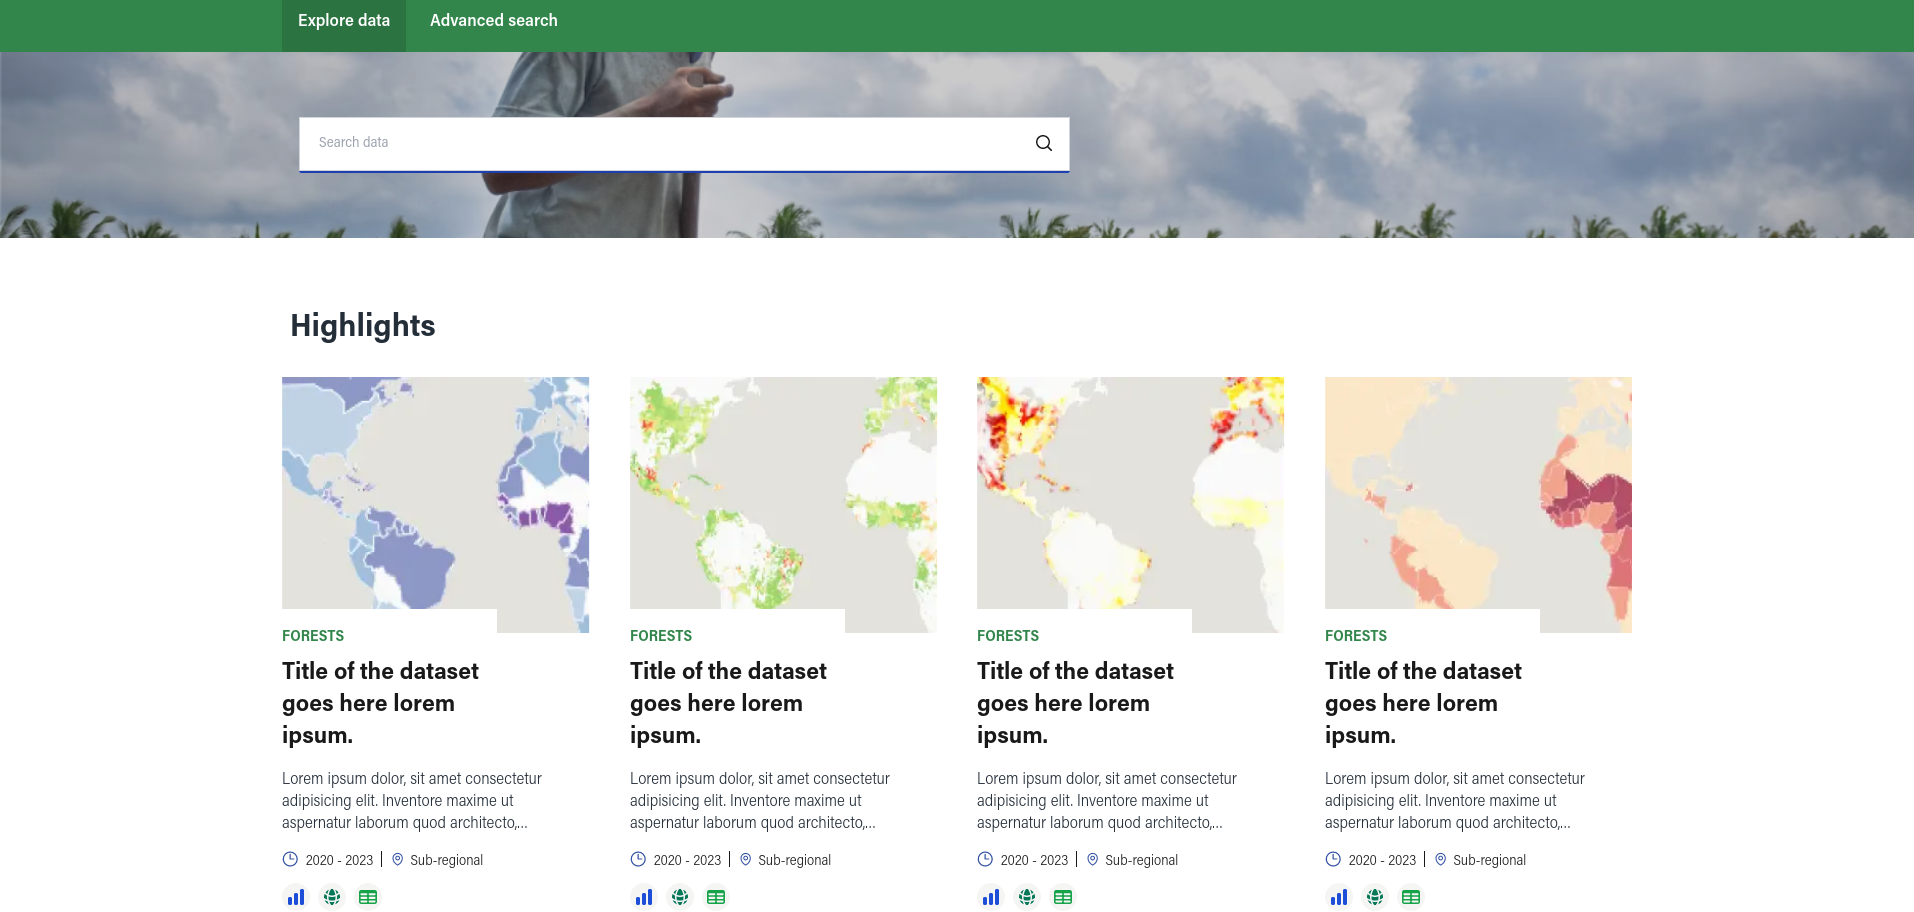 Explore data
Advanced search
Search data
Highlights
FORESTS
Title of the dataset
goes here lorem
ipsum.
Lorem ipsum dolor, sit amet consectetur
adipisicing elit. Inventore maxime ut
aspernatur laborum quod architecto,...
2020 - 2023
Sub-regional
FORESTS
Title of the dataset
goes here lorem
ipsum.
Lorem ipsum dolor, sit amet consectetur
adipisicing elit. Inventore maxime ut
aspernatur laborum quod architecto,...
2020 - 2023
Sub-regional
FORESTS
Title of the dataset
goes here lorem
ipsum.
Lorem ipsum dolor, sit amet consectetur
adipisicing elit. Inventore maxime ut
aspernatur laborum quod architecto,...
2020 - 2023
Sub-regional
FORESTS
Title of the dataset
goes here lorem
ipsum.
Lorem ipsum dolor, sit amet consectetur
adipisicing elit. Inventore maxime ut
aspernatur laborum quod architecto,...
2020 - 2023
Sub-regional